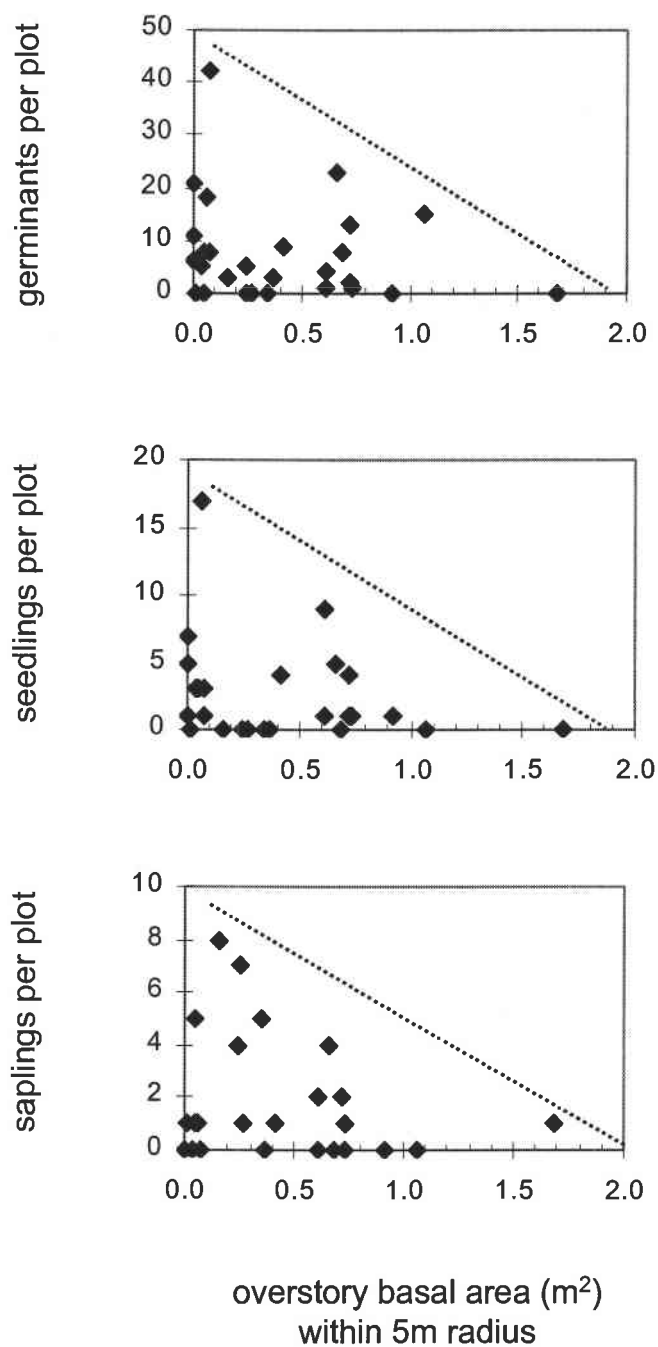 germinants per plot
50
40
30
20
10
0
0.0 0.5 1.0 1.5 2.0
seedlings per plot
20
15
10
5
0
0.0 0.5 1.0 1.5 2.0
saplings per plot
10
8
6
4
2
0
0.0 0.5 1.0 1.5 2.0
overstory basal area (m²)
within 5m radius